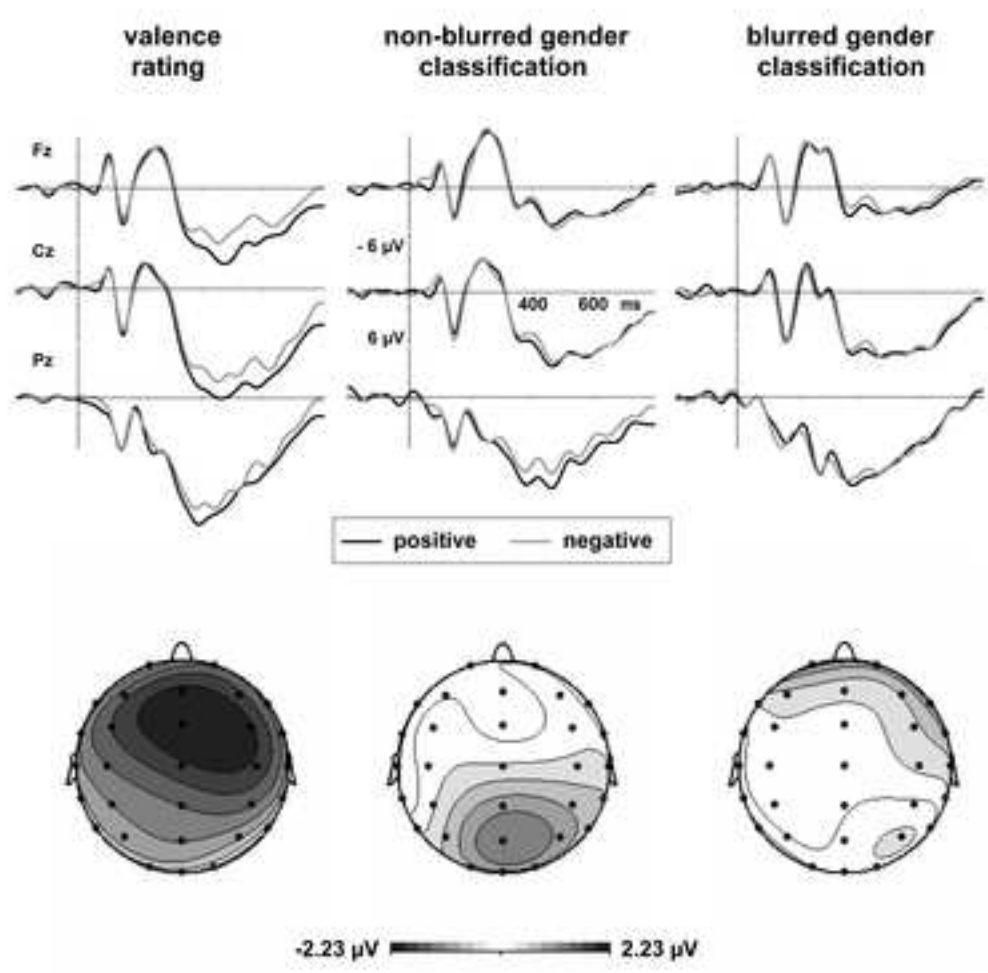 valence
rating
non-blurred gender
classification
blurred gender
classification
Fz
Cz
Pz
- 6 µV
400 600 ms
6 µV
positive negative
-2.23 µV 2.23 µV